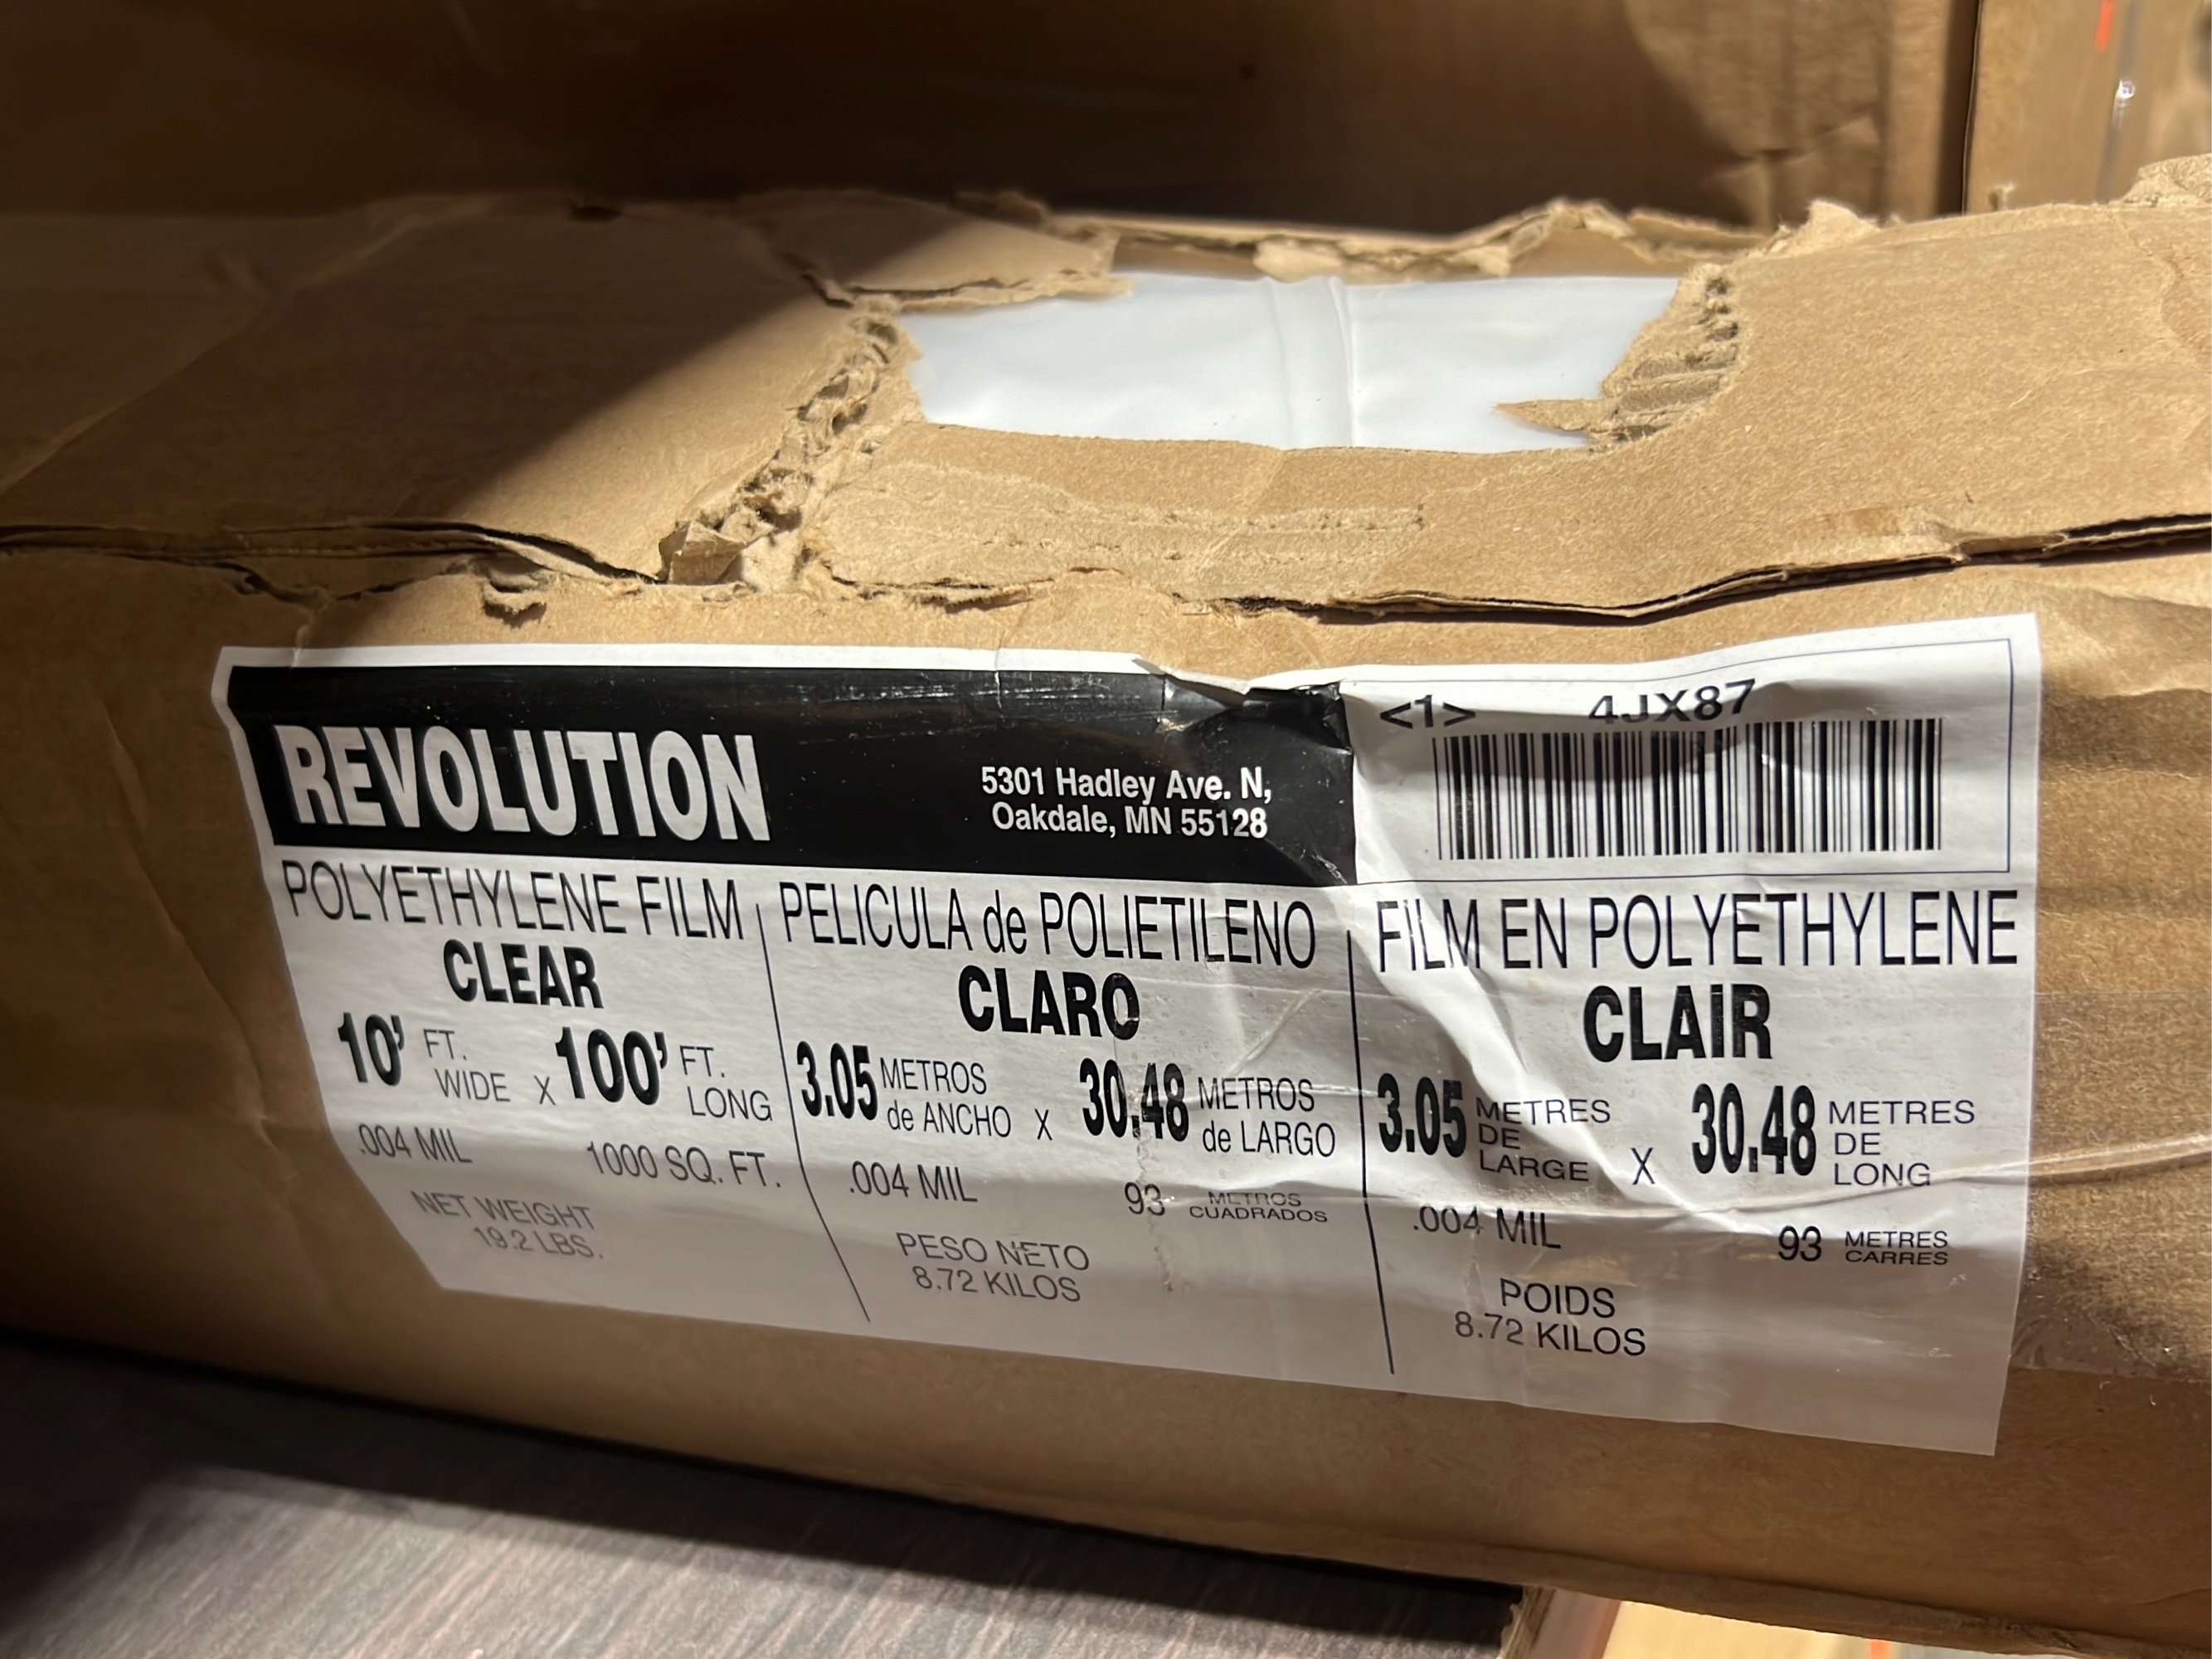 REVOLUTION
5301 Hadley Ave. N,
Oakdale, MN 55128
<1> 4JX87
POLYETHYLENE FILM
CLEAR
10' FT. WIDE X 100' FT. LONG
.004 MIL 1000 SQ. FT.
NET WEIGHT
19.2 LBS.
PELICULA de POLIETILENO
CLARO
3.05 METROS de ANCHO X 30.48 METROS de LARGO
.004 MIL 93 METROS CUADRADOS
PESO NETO
8.72 KILOS
FILM EN POLYETHYLENE
CLAIR
3.05 METRES DE LARGE X 30.48 METRES DE LONG
.004 MIL 93 METRES CARRES
POIDS
8.72 KILOS